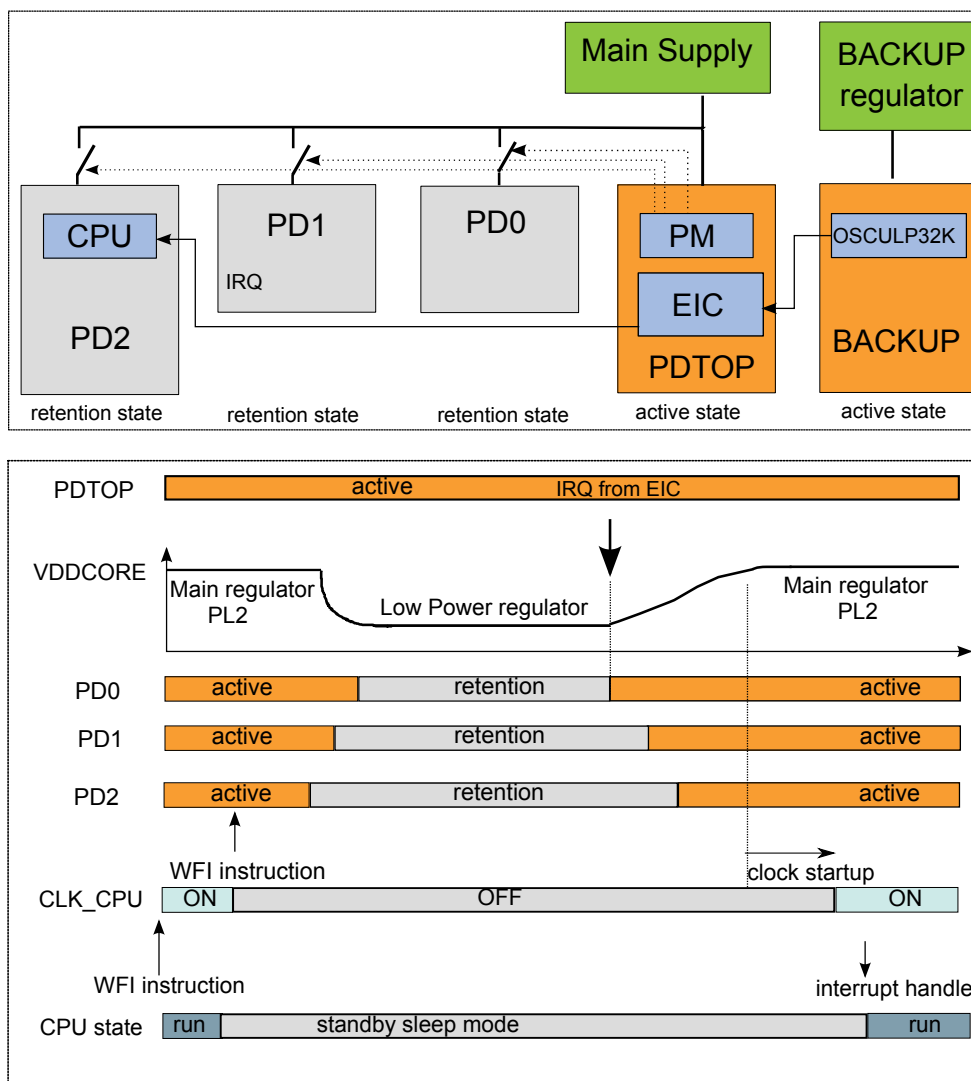 Main Supply
BACKUP
regulator
CPU
PD2
PD1
IRQ
PD0
PM
EIC
PDTOP
OSCULP32K
BACKUP
retention state
retention state
retention state
active state
active state
PDTOP
active
IRQ from EIC
VDDCORE
Main regulator
PL2
Low Power regulator
Main regulator
PL2
PD0
active
retention
active
PD1
active
retention
active
PD2
active
retention
active
WFI instruction
clock startup
CLK_CPU
ON
OFF
ON
WFI instruction
interrupt handle
CPU state
run
standby sleep mode
run